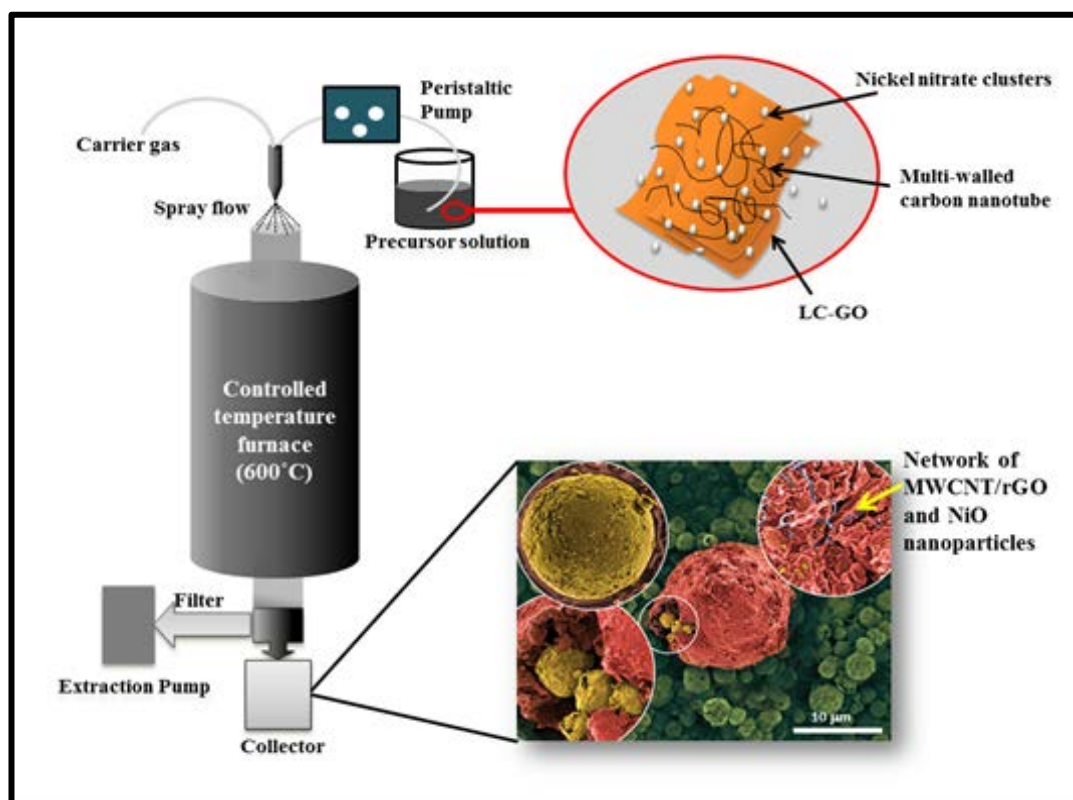 Peristaltic
Pump
Carrier gas
Spray flow
Precursor solution
Nickel nitrate clusters
Multi-walled
carbon nanotube
LC-GO
Controlled
temperature
furnace
(600˚C)
Filter
Extraction Pump
Collector
Network of
MWCNT/rGO
and NiO
nanoparticles
10 µm